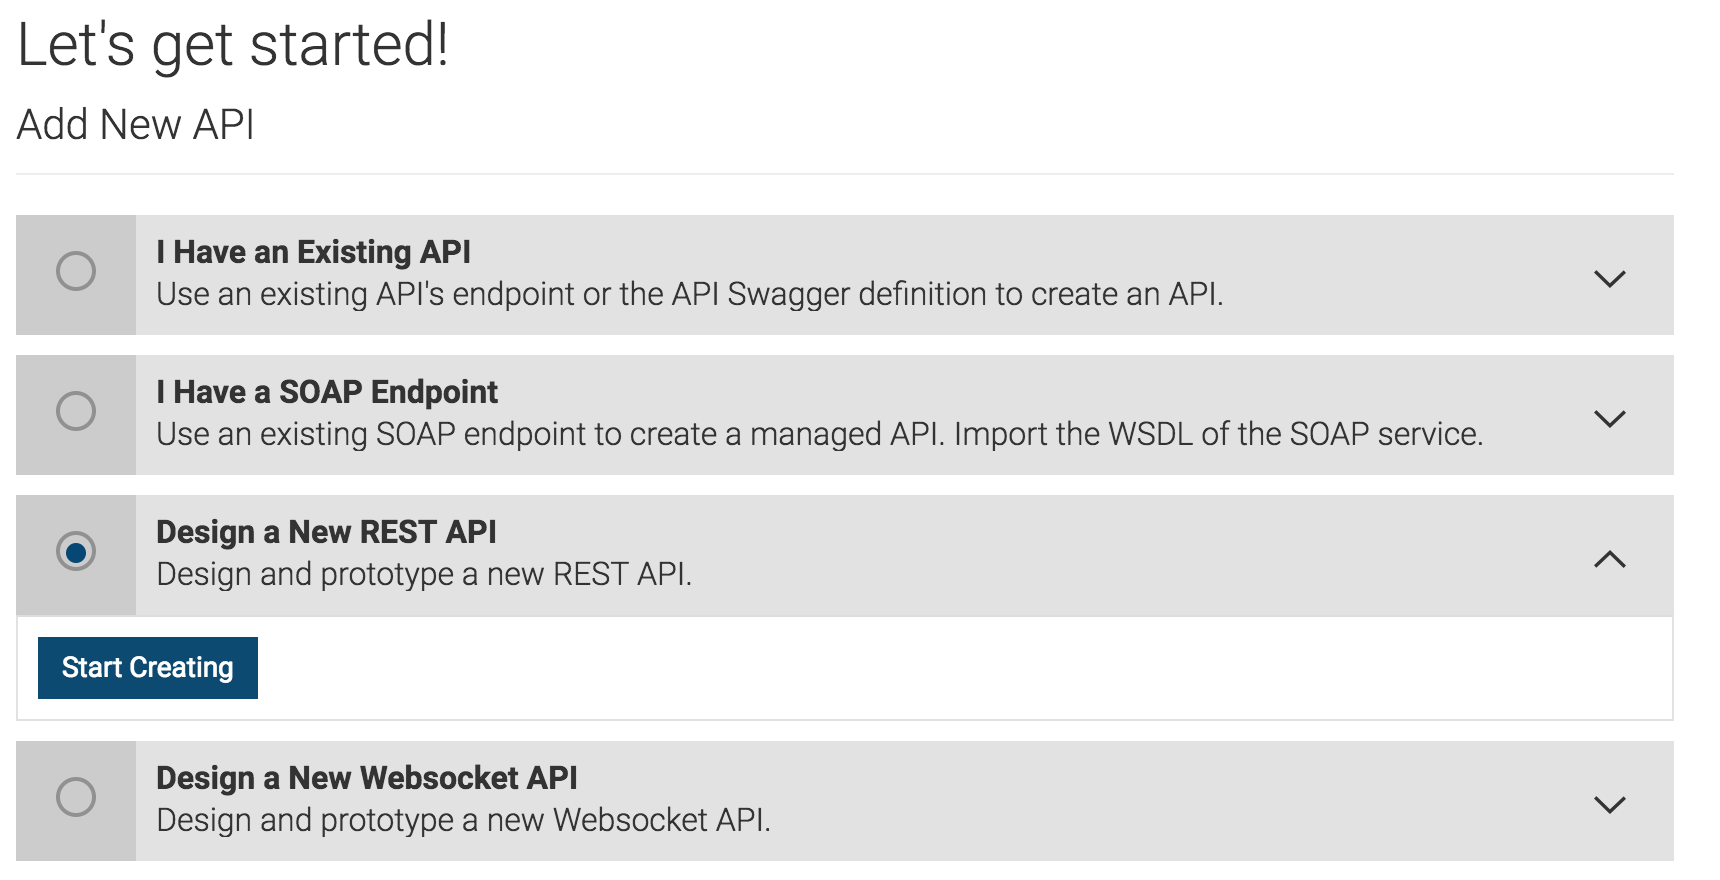 Let's get started!
Add New API
I Have an Existing API
Use an existing API's endpoint or the API Swagger definition to create an API.
I Have a SOAP Endpoint
Use an existing SOAP endpoint to create a managed API. Import the WSDL of the SOAP service.
Design a New REST API
Design and prototype a new REST API.
Start Creating
Design a New Websocket API
Design and prototype a new Websocket API.